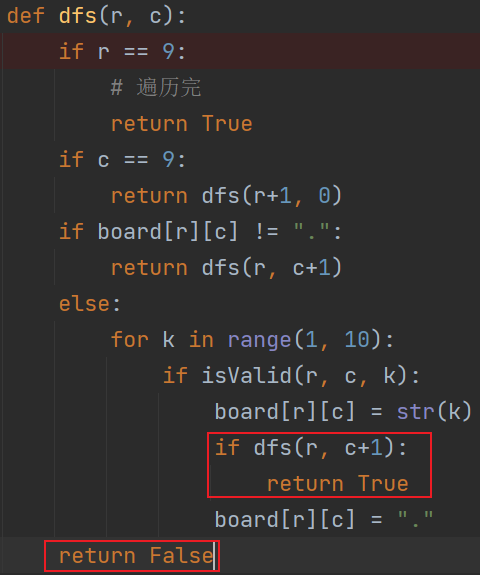 def dfs(r, c):
    if r == 9:
        # 遍历完
        return True
    if c == 9:
        return dfs(r+1, 0)
    if board[r][c] != ".":
        return dfs(r, c+1)
    else:
        for k in range(1, 10):
            if isValid(r, c, k):
                board[r][c] = str(k)
                if dfs(r, c+1):
                    return True
                board[r][c] = "."
    return False